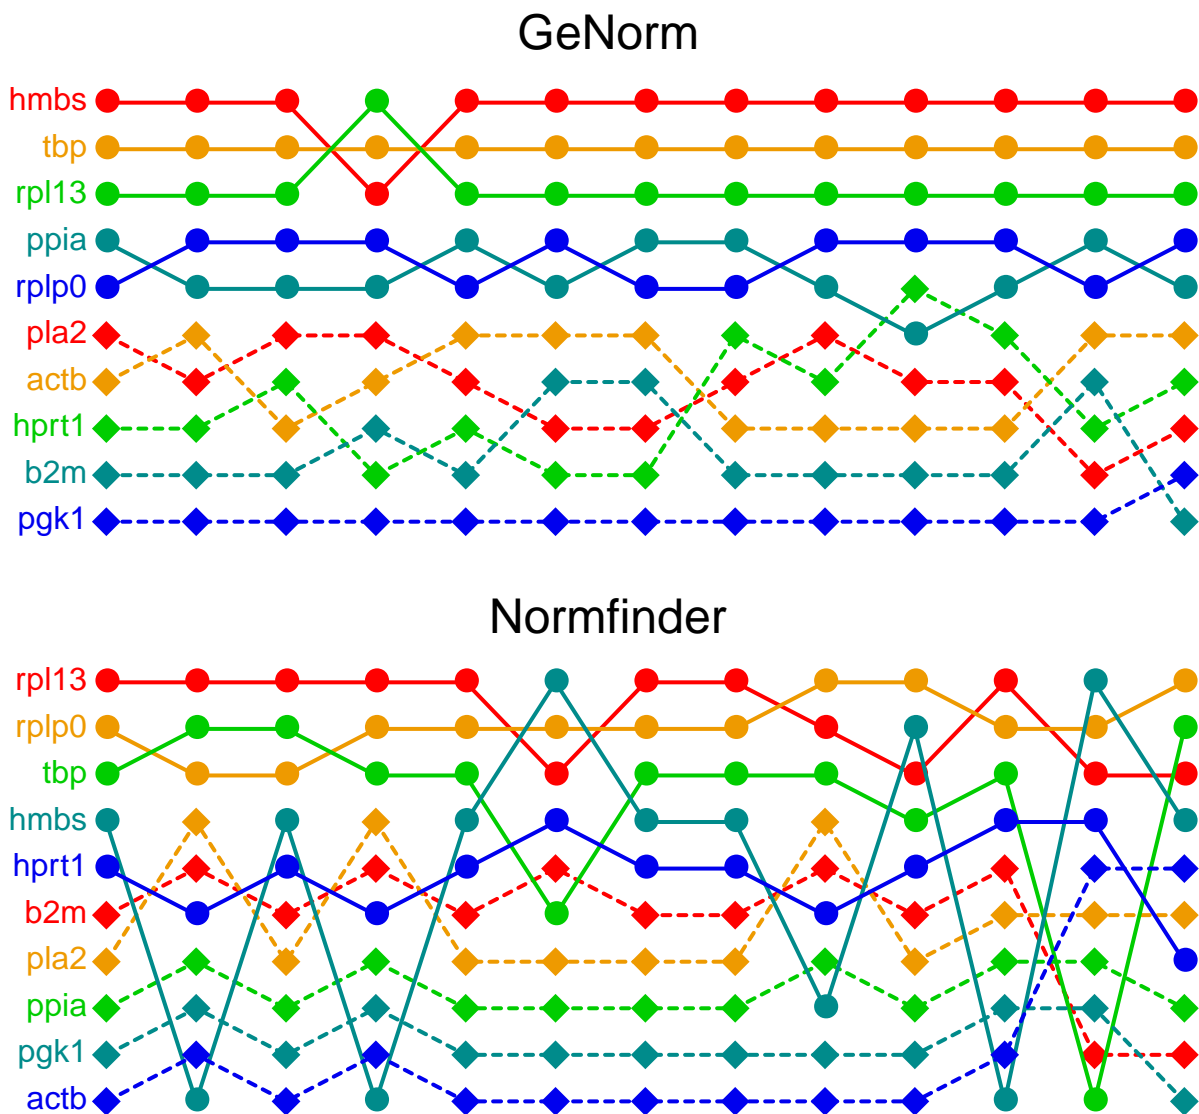 GeNorm
hmbs
tbp
rpl13
ppia
rplp0
pla2
actb
hprt1
b2m
pgk1
Normfinder
rpl13
rplp0
tbp
hmbs
hprt1
b2m
pla2
ppia
pgk1
actb